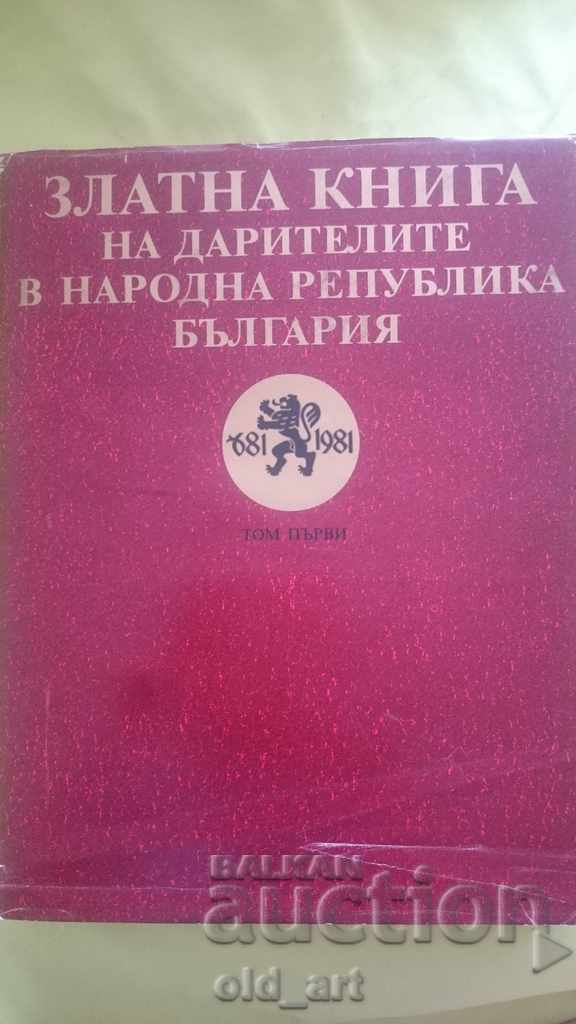 ЗЛАТНА КНИГА
НА ДАРИТЕЛИТЕ
В НАРОДНА РЕПУБЛИКА
БЪЛГАРИЯ
681 1981
ТОМ ПЪРВИ
BALKAN
auction
old_art